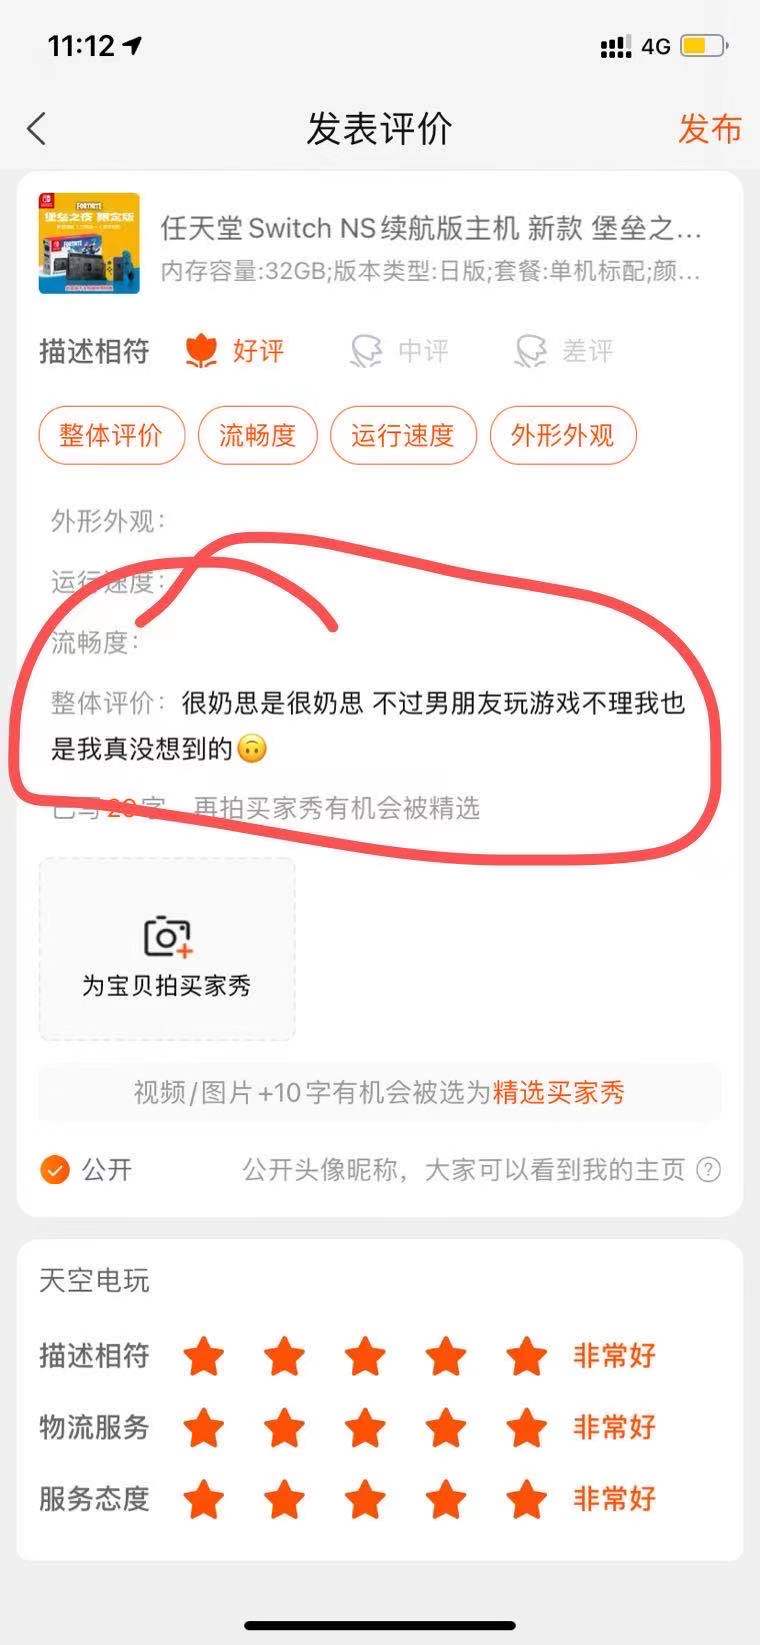 11:12
4G
发表评价
发布
FORTNITE
堡垒之夜 限定版
任天堂Switch NS续航版主机 新款 堡垒之...
内存容量:32GB;版本类型:日版;套餐:单机标配;颜...
描述相符 好评 中评 差评
整体评价 流畅度 运行速度 外形外观
外形外观：
运行速度：
流畅度：
整体评价：很奶思是很奶思 不过男朋友玩游戏不理我也
是我真没想到的🙃
已写29字，再拍买家秀有机会被精选
为宝贝拍买家秀
视频/图片+10字有机会被选为精选买家秀
公开 公开头像昵称，大家可以看到我的主页 ?
天空电玩
描述相符 非常好
物流服务 非常好
服务态度 非常好